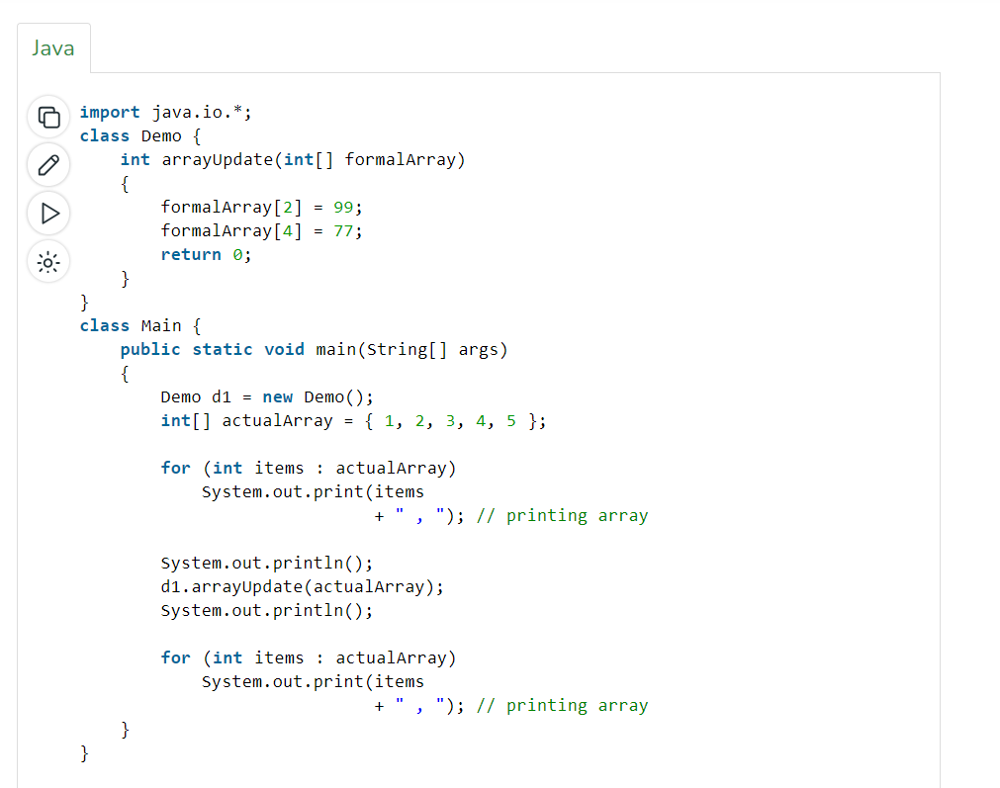 Java
import java.io.*;
class Demo {
    int arrayUpdate(int[] formalArray)
    {
        formalArray[2] = 99;
        formalArray[4] = 77;
        return 0;
    }
}
class Main {
    public static void main(String[] args)
    {
        Demo d1 = new Demo();
        int[] actualArray = { 1, 2, 3, 4, 5 };
        for (int items : actualArray)
            System.out.print(items
                             + " , "); // printing array
        System.out.println();
        d1.arrayUpdate(actualArray);
        System.out.println();
        for (int items : actualArray)
            System.out.print(items
                             + " , "); // printing array
    }
}